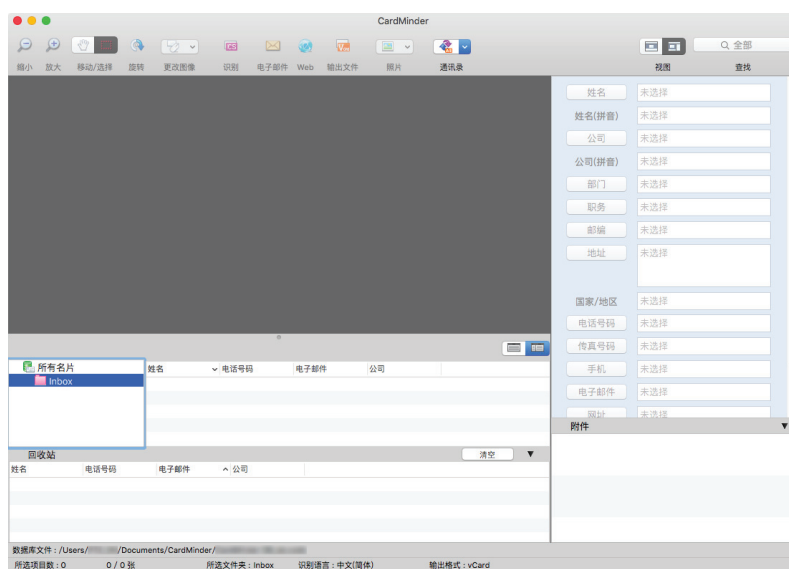 CardMinder
全部
缩小 放大 移动/选择 旋转 更改图像 识别 电子邮件 Web 输出文件 照片 通讯录 视图 查找
姓名 未选择
姓名(拼音) 未选择
公司 未选择
公司(拼音) 未选择
部门 未选择
职务 未选择
邮编 未选择
地址 未选择
国家/地区 未选择
电话号码 未选择
传真号码 未选择
手机 未选择
电子邮件 未选择
网址 未选择
附件
所有名片
Inbox
姓名 电话号码 电子邮件 公司
回收站 清空
姓名 电话号码 电子邮件 公司
数据库文件：/Users/ /Documents/CardMinder/
所选项目数：0 0 / 0 张 所选文件夹：Inbox 识别语言：中文(简体) 输出格式：vCard